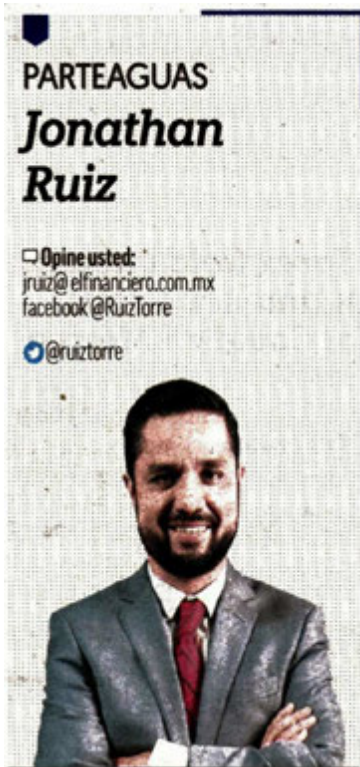 PARTEAGUAS
Jonathan
Ruiz
Opine usted:
jruiz@elfinanciero.com.mx
facebook @RuizTorre
@ruiztorre